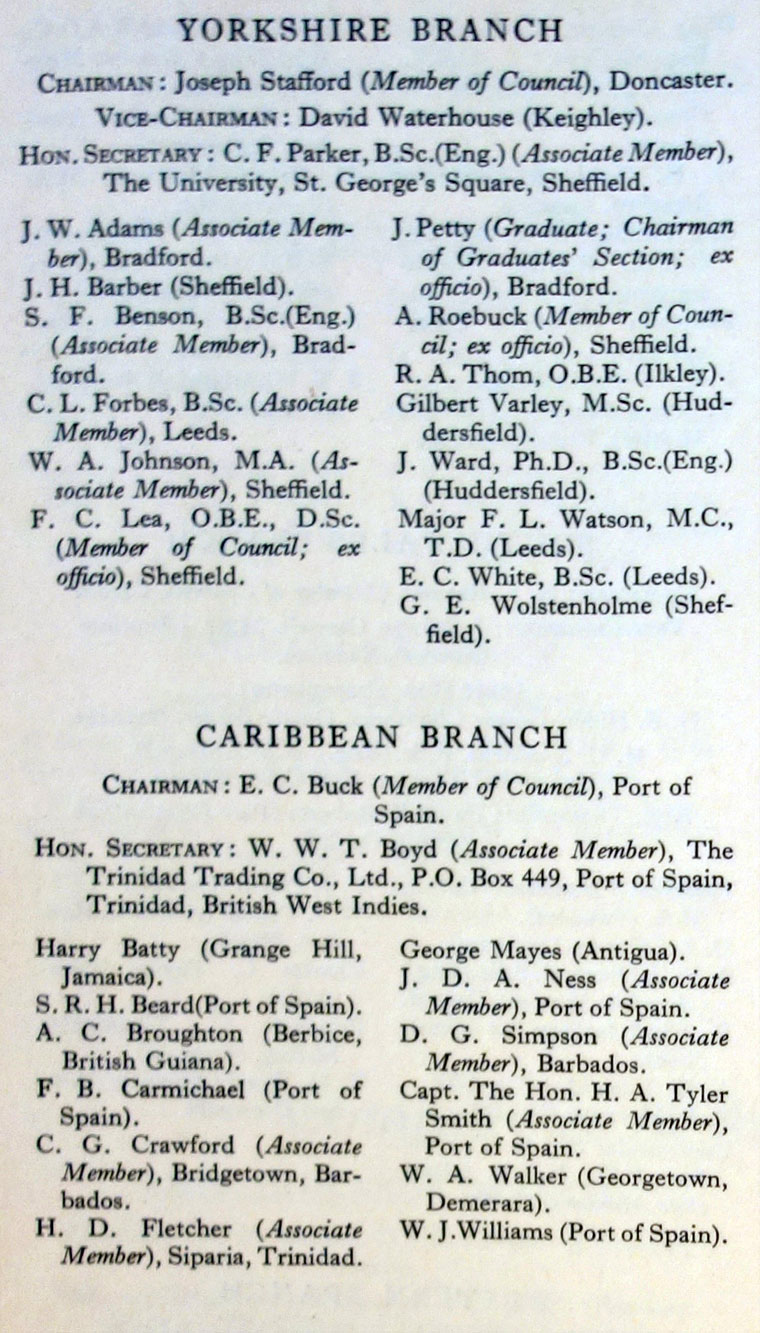 YORKSHIRE BRANCH
CHAIRMAN: Joseph Stafford (Member of Council), Doncaster.
VICE-CHAIRMAN: David Waterhouse (Keighley).
HON. SECRETARY: C. F. Parker, B.Sc.(Eng.) (Associate Member),
The University, St. George's Square, Sheffield.
J. W. Adams (Associate Mem-
ber), Bradford.
J. H. Barber (Sheffield).
S. F. Benson, B.Sc.(Eng.)
(Associate Member), Brad-
ford.
C. L. Forbes, B.Sc. (Associate
Member), Leeds.
W. A. Johnson, M.A. (As-
sociate Member), Sheffield.
F. C. Lea, O.B.E., D.Sc.
(Member of Council; ex
officio), Sheffield.
J. Petty (Graduate; Chairman
of Graduates' Section; ex
officio), Bradford.
A. Roebuck (Member of Coun-
cil; ex officio), Sheffield.
R. A. Thom, O.B.E. (Ilkley).
Gilbert Varley, M.Sc. (Hud-
dersfield).
J. Ward, Ph.D., B.Sc.(Eng.)
(Huddersfield).
Major F. L. Watson, M.C.,
T.D. (Leeds).
E. C. White, B.Sc. (Leeds).
G. E. Wolstenholme (Shef-
field).
CARIBBEAN BRANCH
CHAIRMAN: E. C. Buck (Member of Council), Port of
Spain.
HON. SECRETARY: W. W. T. Boyd (Associate Member), The
Trinidad Trading Co., Ltd., P.O. Box 449, Port of Spain,
Trinidad, British West Indies.
Harry Batty (Grange Hill,
Jamaica).
S. R. H. Beard(Port of Spain).
A. C. Broughton (Berbice,
British Guiana).
F. B. Carmichael (Port of
Spain).
C. G. Crawford (Associate
Member), Bridgetown, Bar-
bados.
H. D. Fletcher (Associate
Member), Siparia, Trinidad.
George Mayes (Antigua).
J. D. A. Ness (Associate
Member), Port of Spain.
D. G. Simpson (Associate
Member), Barbados.
Capt. The Hon. H. A. Tyler
Smith (Associate Member),
Port of Spain.
W. A. Walker (Georgetown,
Demerara).
W. J.Williams (Port of Spain).